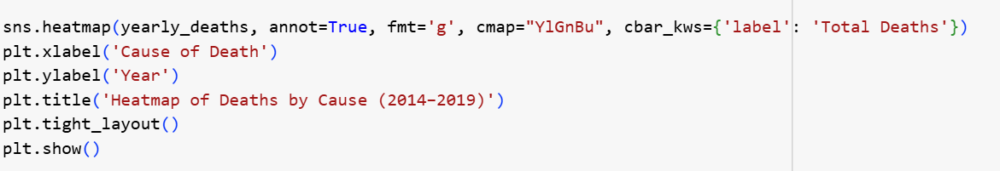 sns.heatmap(yearly_deaths, annot=True, fmt='g', cmap="YlGnBu", cbar_kws={'label': 'Total Deaths'})
plt.xlabel('Cause of Death')
plt.ylabel('Year')
plt.title('Heatmap of Deaths by Cause (2014–2019)')
plt.tight_layout()
plt.show()